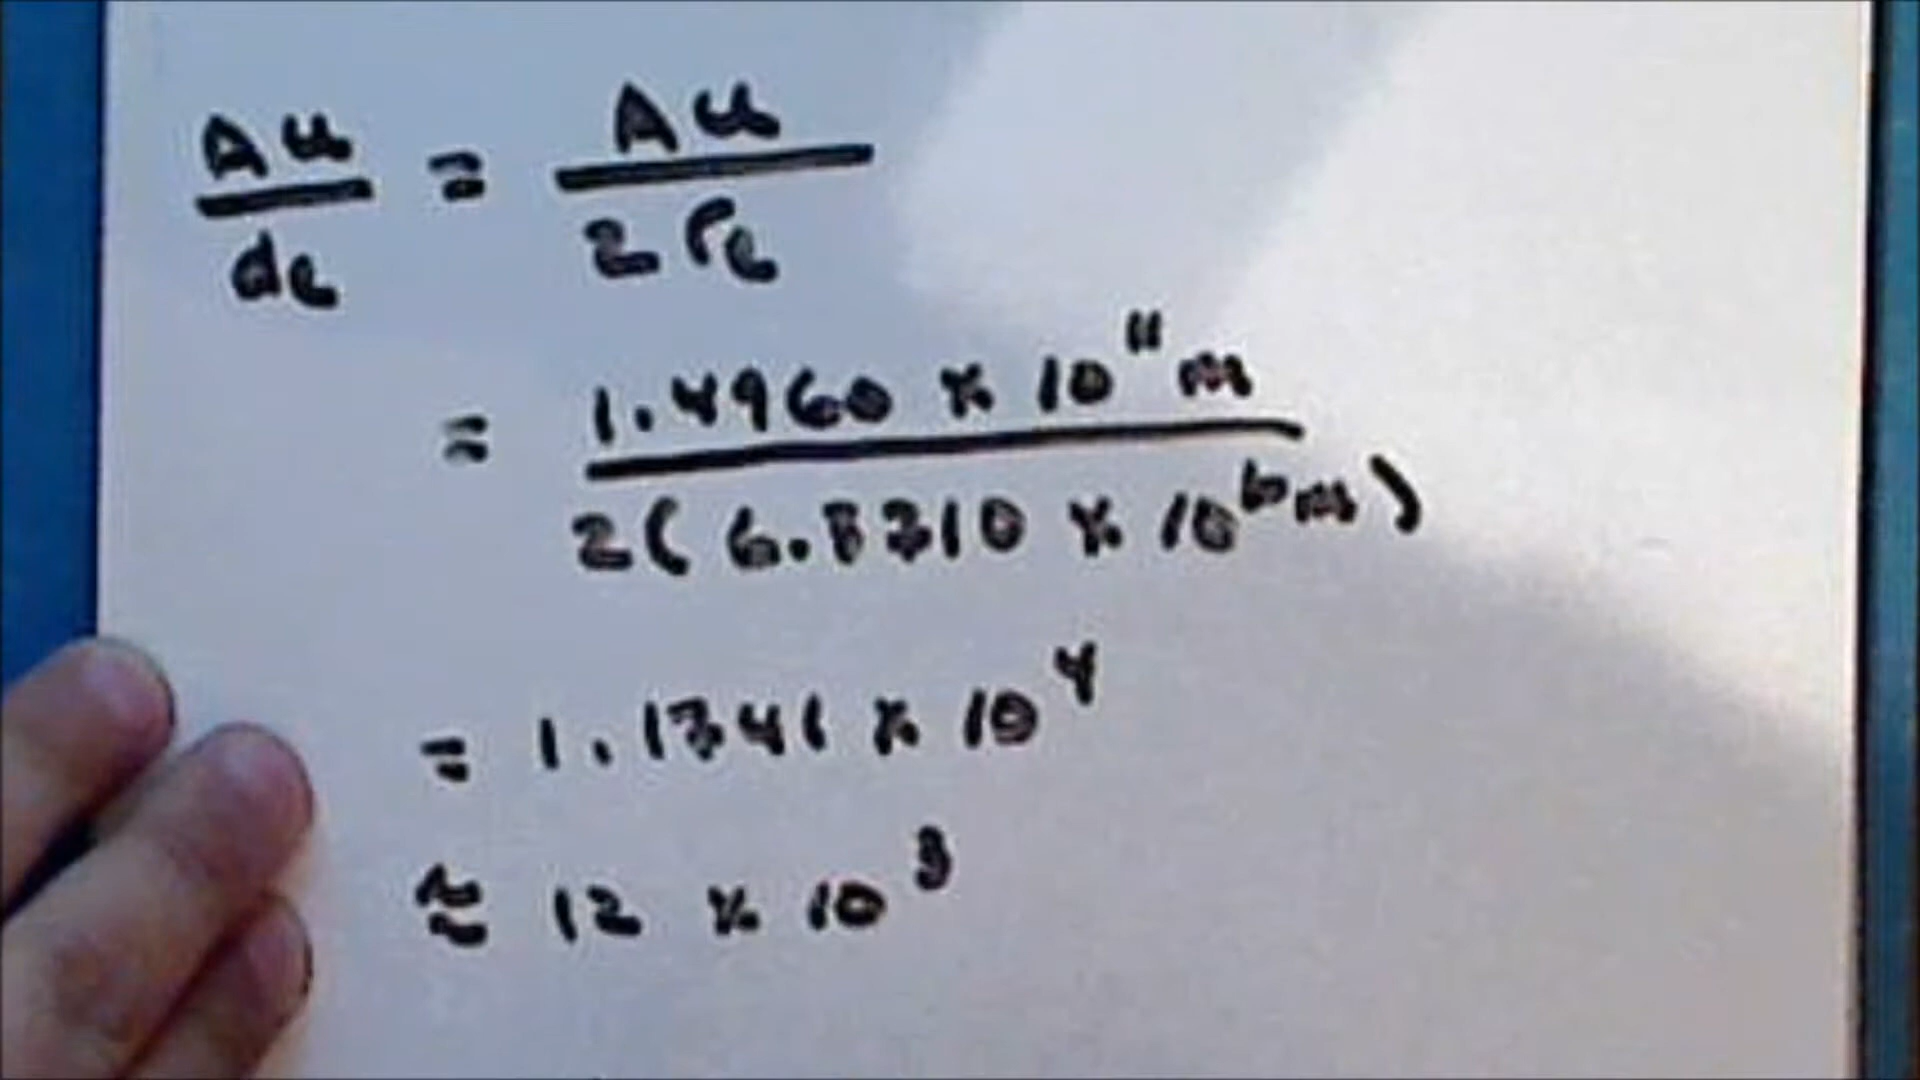 Au/de = Au/2re
= 1.4960 x 10^11 m / 2(6.3710 x 10^6 m)
= 1.1741 x 10^4
≈ 12 x 10^3